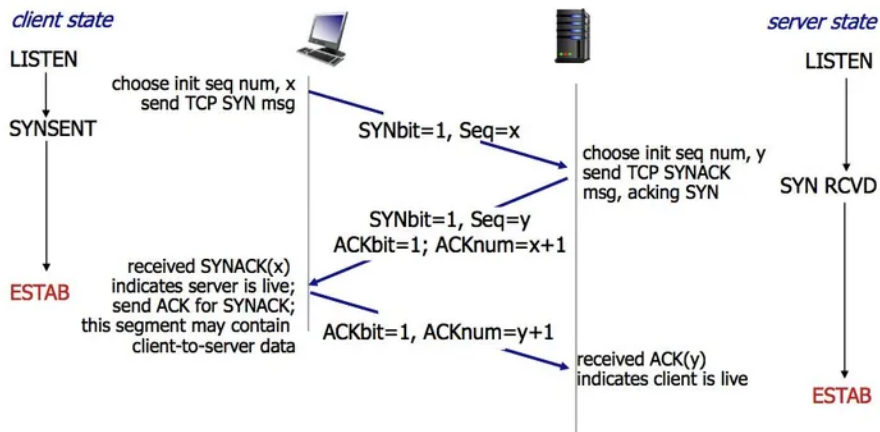 client state
server state
LISTEN
LISTEN
choose init seq num, x
send TCP SYN msg
SYNSENT
SYNbit=1, Seq=x
choose init seq num, y
send TCP SYNACK
msg, acking SYN
SYN RCVD
SYNbit=1, Seq=y
ACKbit=1; ACKnum=x+1
received SYNACK(x)
indicates server is live;
send ACK for SYNACK;
this segment may contain
client-to-server data
ESTAB
ACKbit=1, ACKnum=y+1
received ACK(y)
indicates client is live
ESTAB